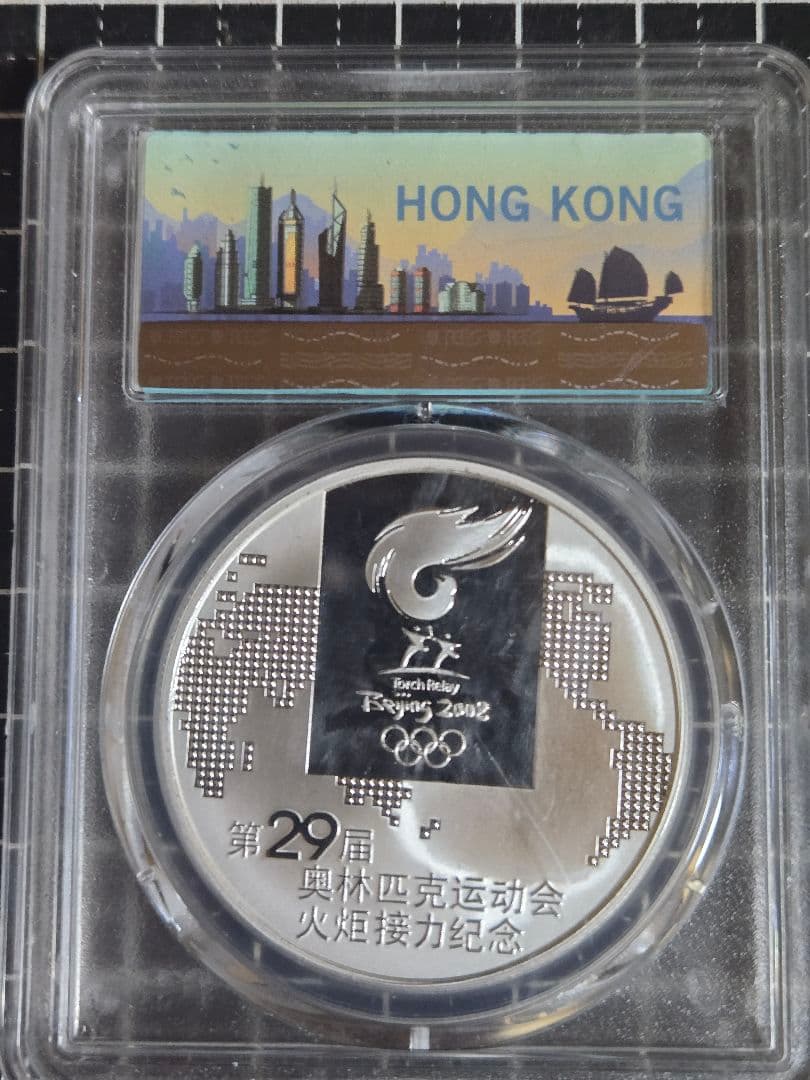 HONG KONG
Torch Relay
Beijing 2008
第29届
奥林匹克运动会
火炬接力纪念